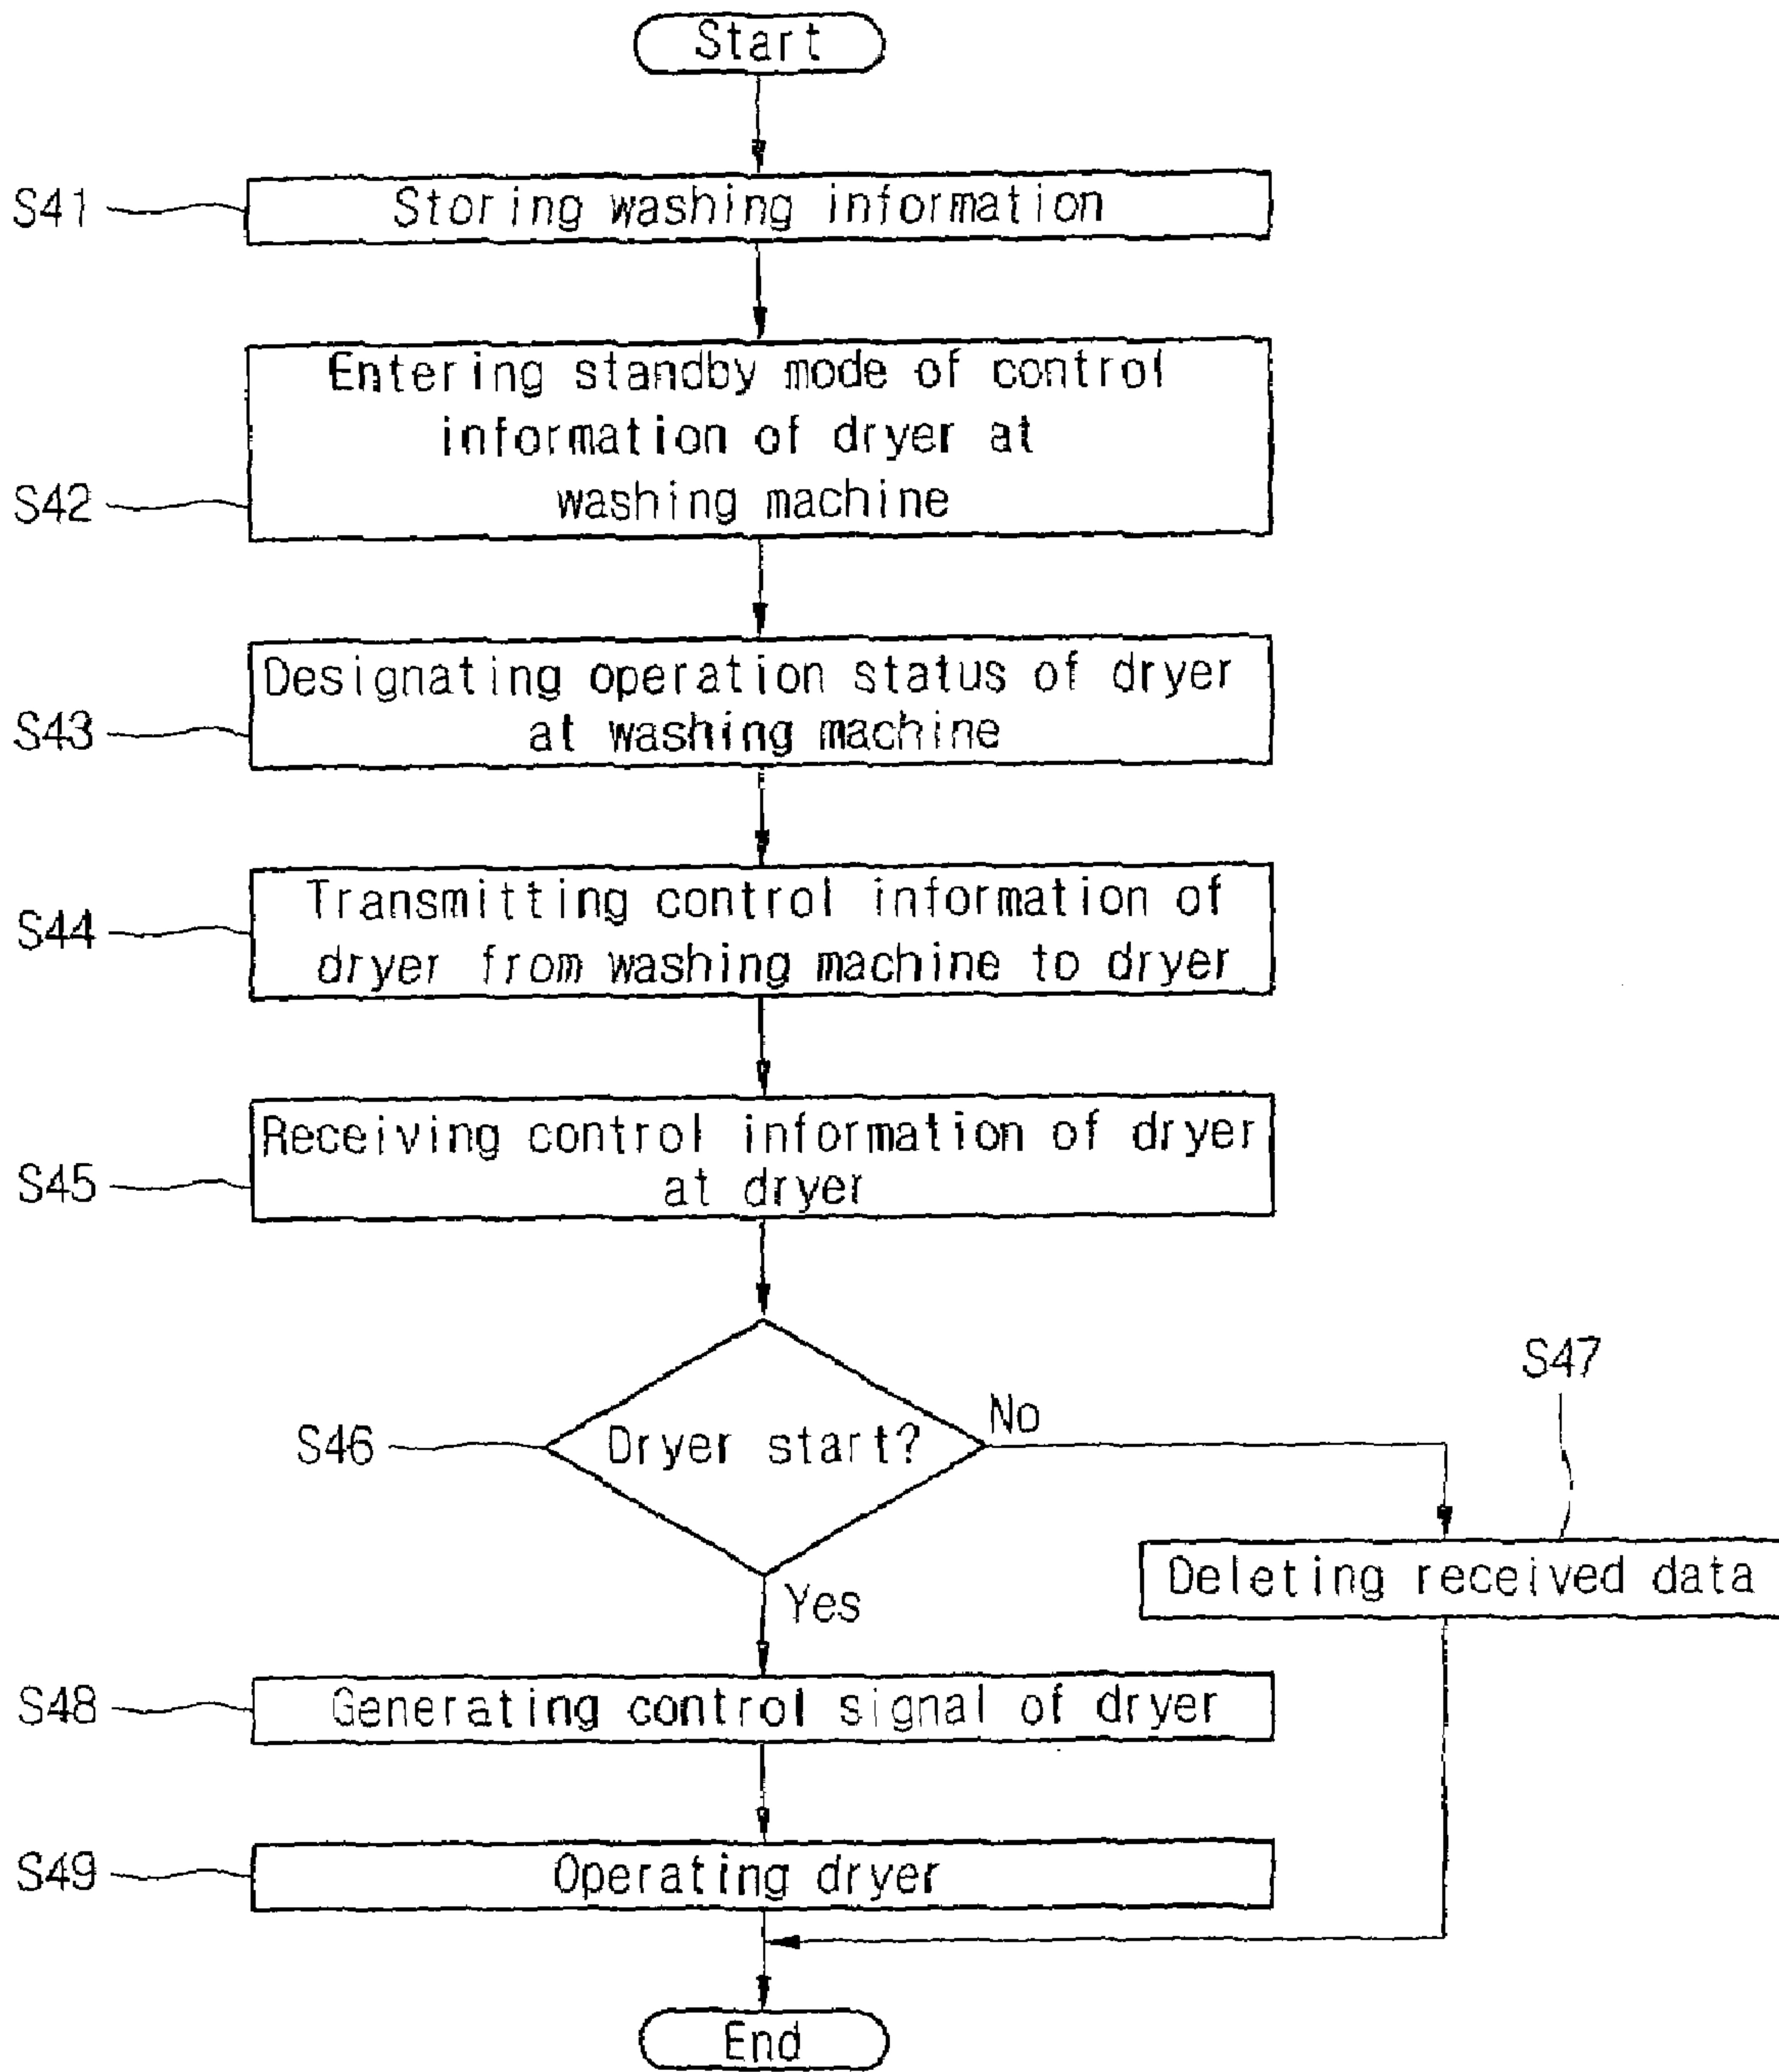 Start
S41
Storing washing information
Entering standby mode of control
information of dryer at
washing machine
S42
Designating operation status of dryer
at washing machine
S43
Transmitting control information of
dryer from washing machine to dryer
S44
Receiving control information of dryer
at dryer
S45
S46
Dryer start?
No
S47
Deleting received data
Yes
S48
Generating control signal of dryer
S49
Operating dryer
End